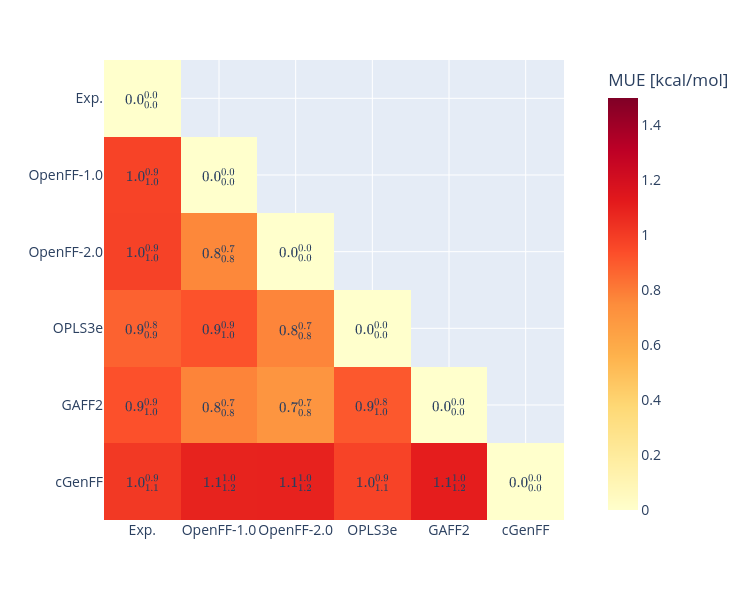 MUE [kcal/mol]
Exp. 0.0 0.0 0.0
OpenFF-1.0 1.0 0.9 1.0 0.0 0.0 0.0
OpenFF-2.0 1.0 0.9 1.0 0.8 0.7 0.8 0.0 0.0 0.0
OPLS3e 0.9 0.8 0.9 0.9 0.9 1.0 0.8 0.7 0.8 0.0 0.0 0.0
GAFF2 0.9 0.9 1.0 0.8 0.7 0.8 0.7 0.7 0.8 0.9 0.8 1.0 0.0 0.0 0.0
cGenFF 1.0 0.9 1.1 1.1 1.0 1.2 1.1 1.0 1.2 1.0 0.9 1.1 1.1 1.0 1.2 0.0 0.0 0.0
Exp. OpenFF-1.0 OpenFF-2.0 OPLS3e GAFF2 cGenFF
1.4
1.2
1
0.8
0.6
0.4
0.2
0